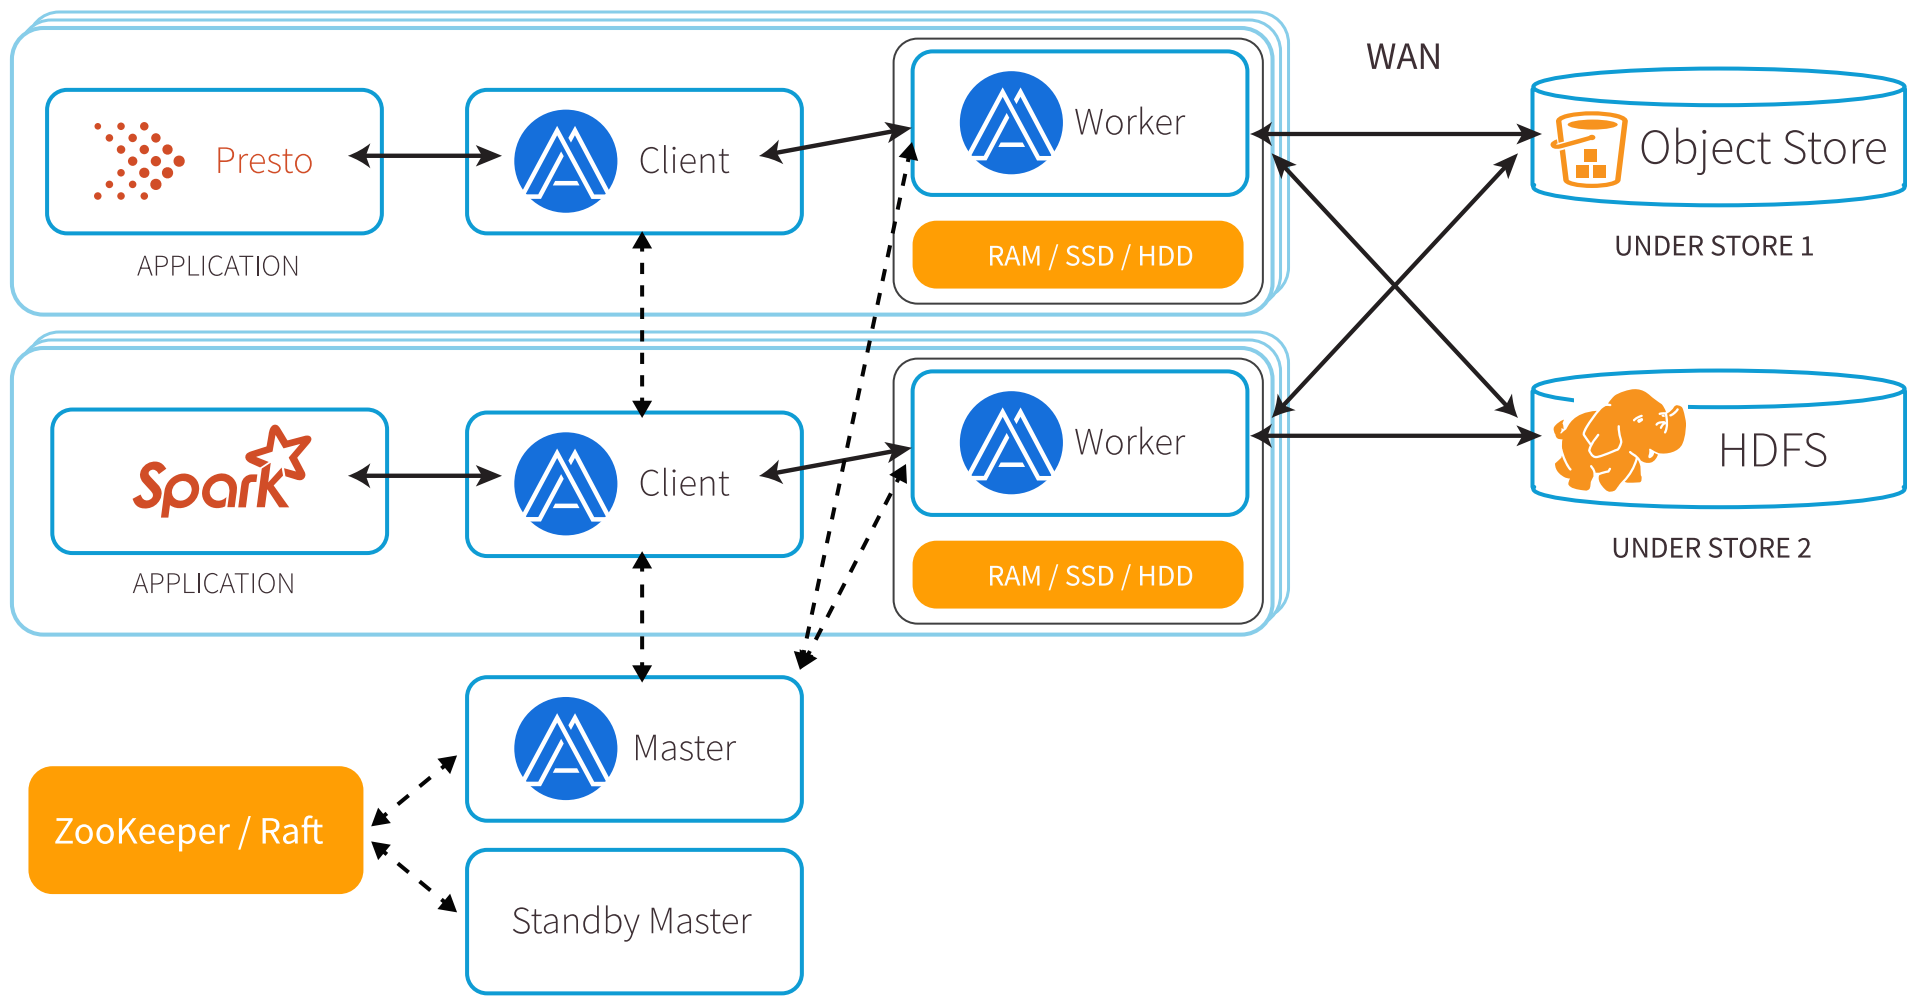 WAN
Presto
Client
Worker
Object Store
APPLICATION
RAM / SSD / HDD
UNDER STORE 1
Spark
Client
Worker
HDFS
APPLICATION
RAM / SSD / HDD
UNDER STORE 2
Master
ZooKeeper / Raft
Standby Master